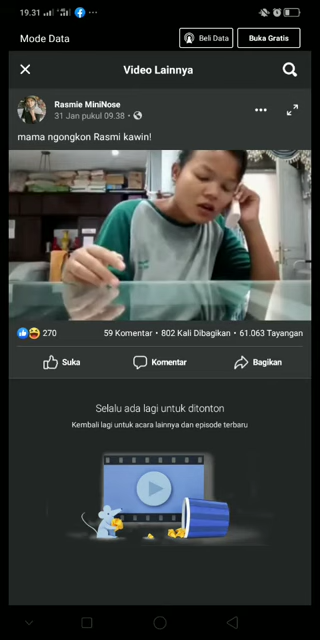 19.31
Mode Data
Beli Data
Buka Gratis
Video Lainnya
Rasmie MiniNose
31 Jan pukul 09.38 •
mama ngongkon Rasmi kawin!
270
59 Komentar • 802 Kali Dibagikan • 61.063 Tayangan
Suka
Komentar
Bagikan
Selalu ada lagi untuk ditonton
Kembali lagi untuk acara lainnya dan episode terbaru